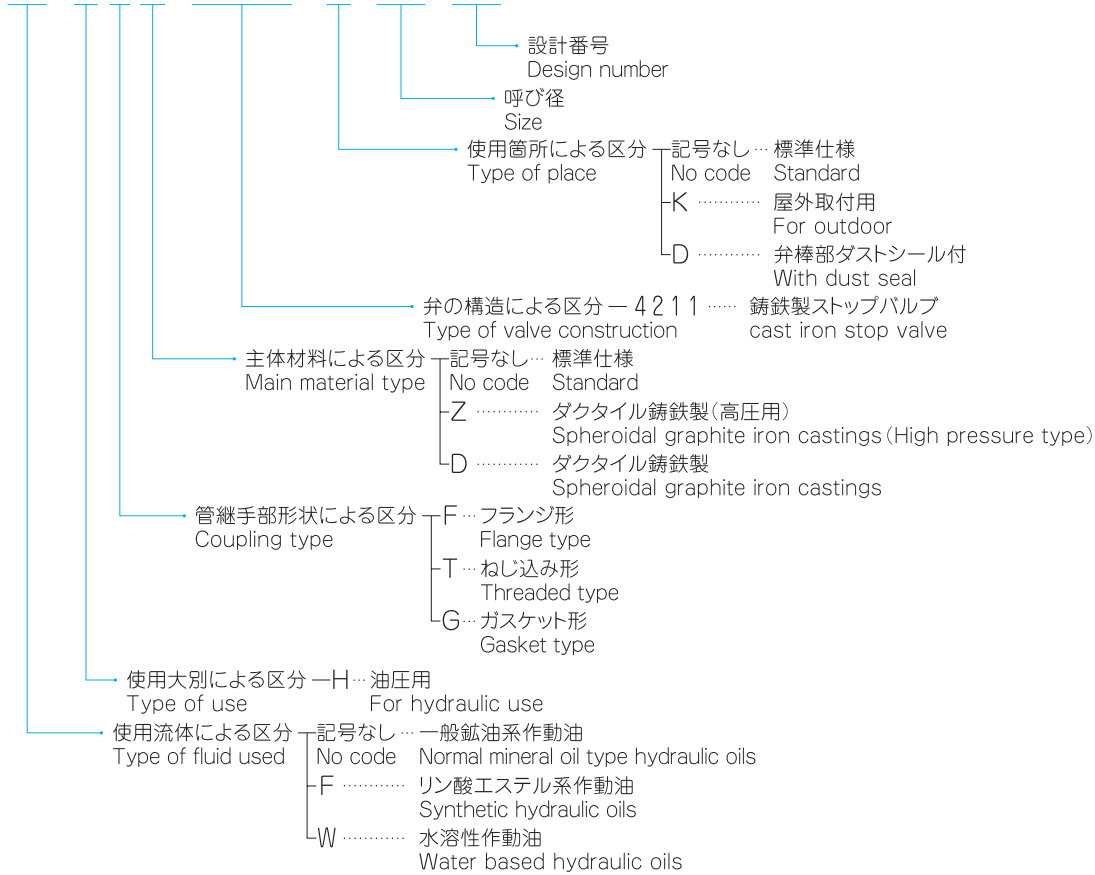 設計番号
Design number
呼び径
Size
使用箇所による区分 記号なし … 標準仕様
Type of place No code Standard
K ………… 屋外取付用
For outdoor
D ………… 弁棒部ダストシール付
With dust seal
弁の構造による区分 — 4211 …… 鋳鉄製ストップバルブ
Type of valve construction cast iron stop valve
主体材料による区分 記号なし … 標準仕様
Main material type No code Standard
Z ………… ダクタイル鋳鉄製(高圧用)
Spheroidal graphite iron castings(High pressure type)
D ………… ダクタイル鋳鉄製
Spheroidal graphite iron castings
管継手部形状による区分 F … フランジ形
Coupling type Flange type
T … ねじ込み形
Threaded type
G … ガスケット形
Gasket type
使用大別による区分 — H … 油圧用
Type of use For hydraulic use
使用流体による区分 記号なし … 一般鉱油系作動油
Type of fluid used No code Normal mineral oil type hydraulic oils
F ………… リン酸エステル系作動油
Synthetic hydraulic oils
W ………… 水溶性作動油
Water based hydraulic oils